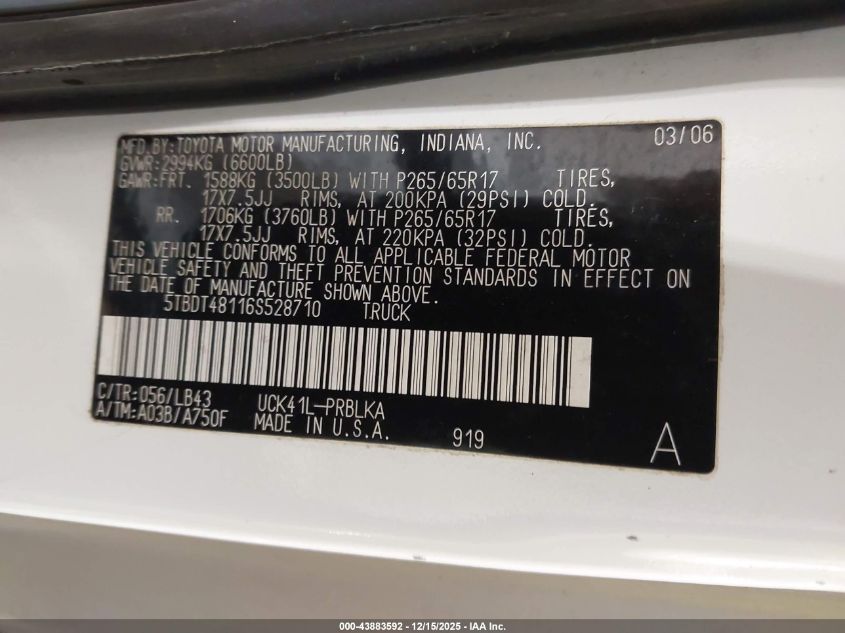 MFD.BY:TOYOTA MOTOR MANUFACTURING, INDIANA, INC. 03/06
GVWR:2994KG (6600LB)
GAWR:FRT. 1588KG (3500LB) WITH P265/65R17 TIRES,
17X7.5JJ RIMS, AT 200KPA (29PSI) COLD.
RR. 1706KG (3760LB) WITH P265/65R17 TIRES,
17X7.5JJ RIMS, AT 220KPA (32PSI) COLD.
THIS VEHICLE CONFORMS TO ALL APPLICABLE FEDERAL MOTOR
VEHICLE SAFETY AND THEFT PREVENTION STANDARDS IN EFFECT ON
THE DATE OF MANUFACTURE SHOWN ABOVE.
5TBDT48116S528710 TRUCK
C/TR:056/LB43 UCK41L-PRBLKA
A/TM:A03B/A750F MADE IN U.S.A. 919 A
000-43883592 - 12/15/2025 - IAA Inc.